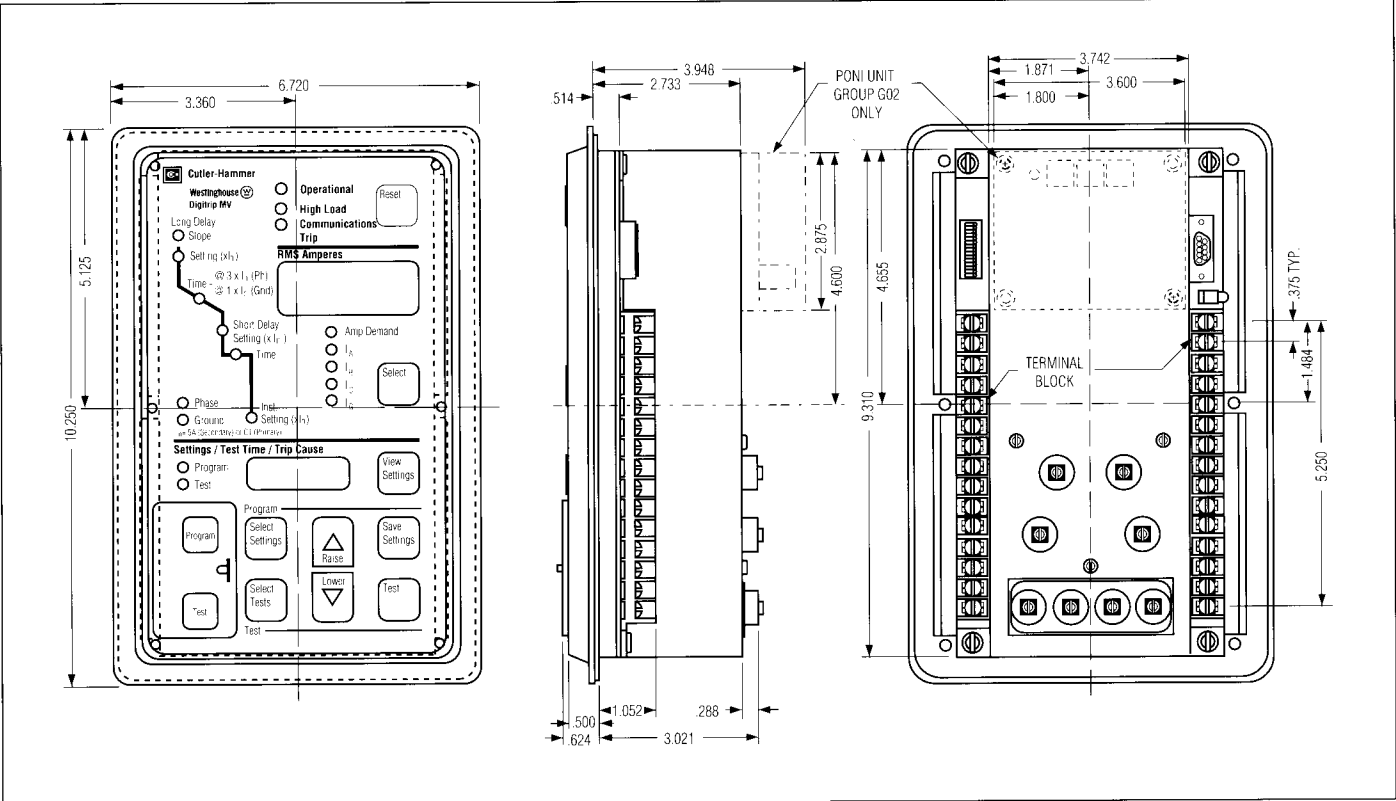 6.720
3.360
5.125
10.250
Cutler-Hammer
Westinghouse
Digitrip MV
Operational
High Load
Communications
Trip
Reset
Long Delay
Slope
RMS Amperes
@ 3 x I (Ph)
@ 1 x I (Gnd)
Time
Short Delay
Time
Amp Demand
Select
Phase
Ground
Inst.
Settings / Test Time / Trip Cause
Program
Test
View
Settings
Program
Program
Select
Settings
Raise
Save
Settings
Test
Select
Tests
Lower
Test
Test
3.948
2.733
.514
PONI UNIT
GROUP G02
ONLY
2.875
4.600
1.052
.288
.500
.624
3.021
3.742
1.871
3.600
1.800
4.655
9.310
TERMINAL
BLOCK
.375 TYP.
1.484
5.250